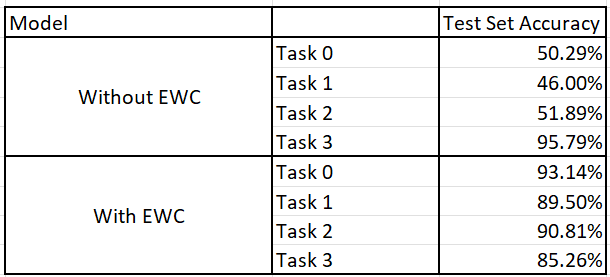 Model Test Set Accuracy
Without EWC
Task 0 50.29%
Task 1 46.00%
Task 2 51.89%
Task 3 95.79%
With EWC
Task 0 93.14%
Task 1 89.50%
Task 2 90.81%
Task 3 85.26%